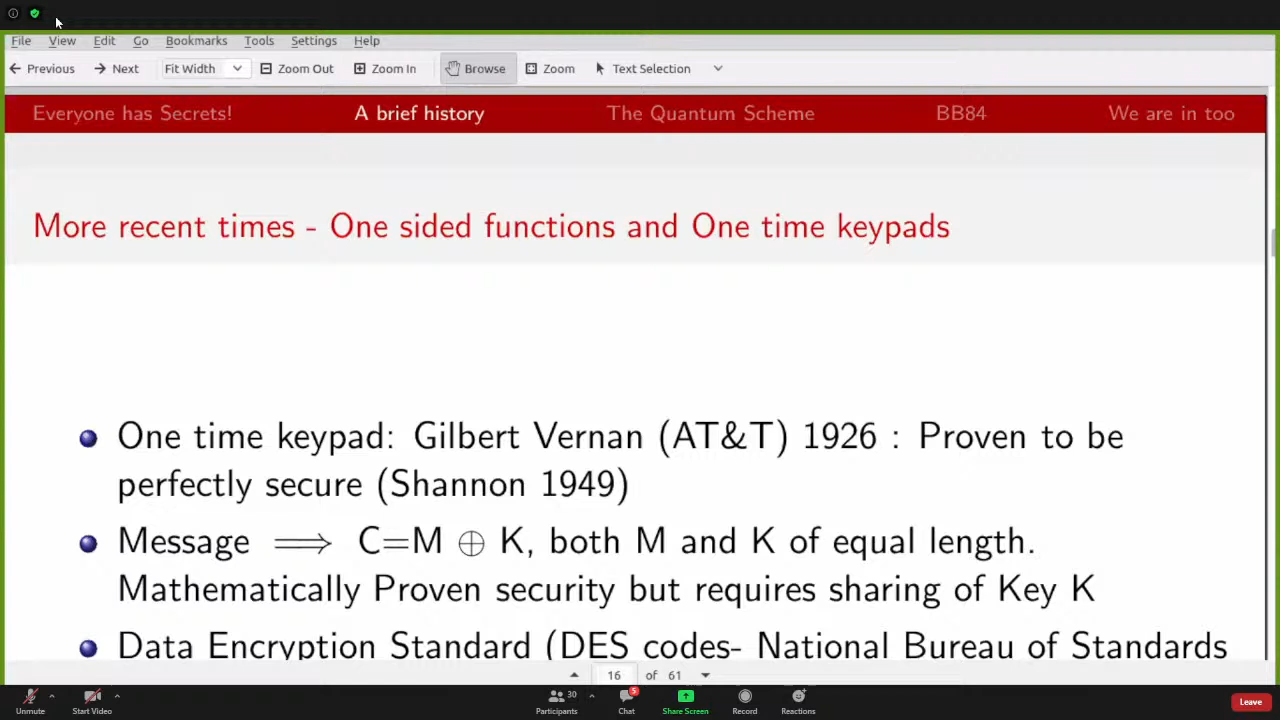 File View Edit Go Bookmarks Tools Settings Help
Previous Next Fit Width Zoom Out Zoom In Browse Zoom Text Selection
Everyone has Secrets! A brief history The Quantum Scheme BB84 We are in too
More recent times - One sided functions and One time keypads
One time keypad: Gilbert Vernan (AT&T) 1926 : Proven to be
perfectly secure (Shannon 1949)
Message ⟹ C=M ⊕ K, both M and K of equal length.
Mathematically Proven security but requires sharing of Key K
Data Encryption Standard (DES codes- National Bureau of Standards
16 of 61
30 5
Unmute Start Video Participants Chat Share Screen Record Reactions Leave